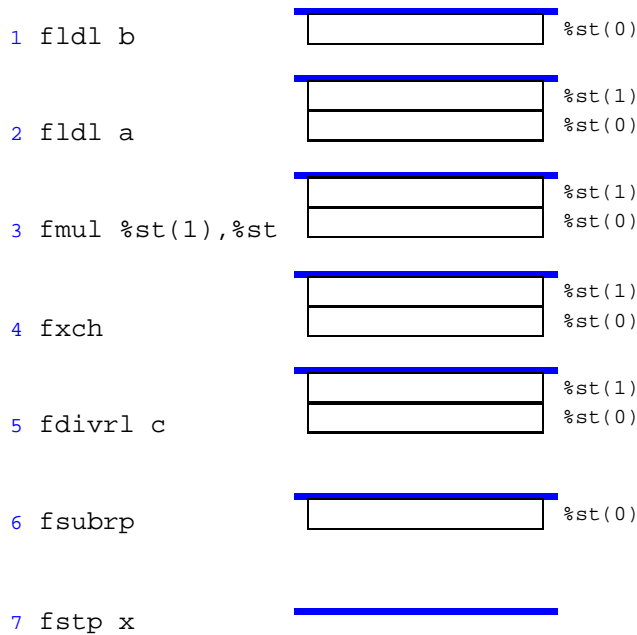 1 fldl b
%st(0)
2 fldl a
%st(1)
%st(0)
3 fmul %st(1),%st
%st(1)
%st(0)
4 fxch
%st(1)
%st(0)
5 fdivrl c
%st(1)
%st(0)
6 fsubrp
%st(0)
7 fstp x